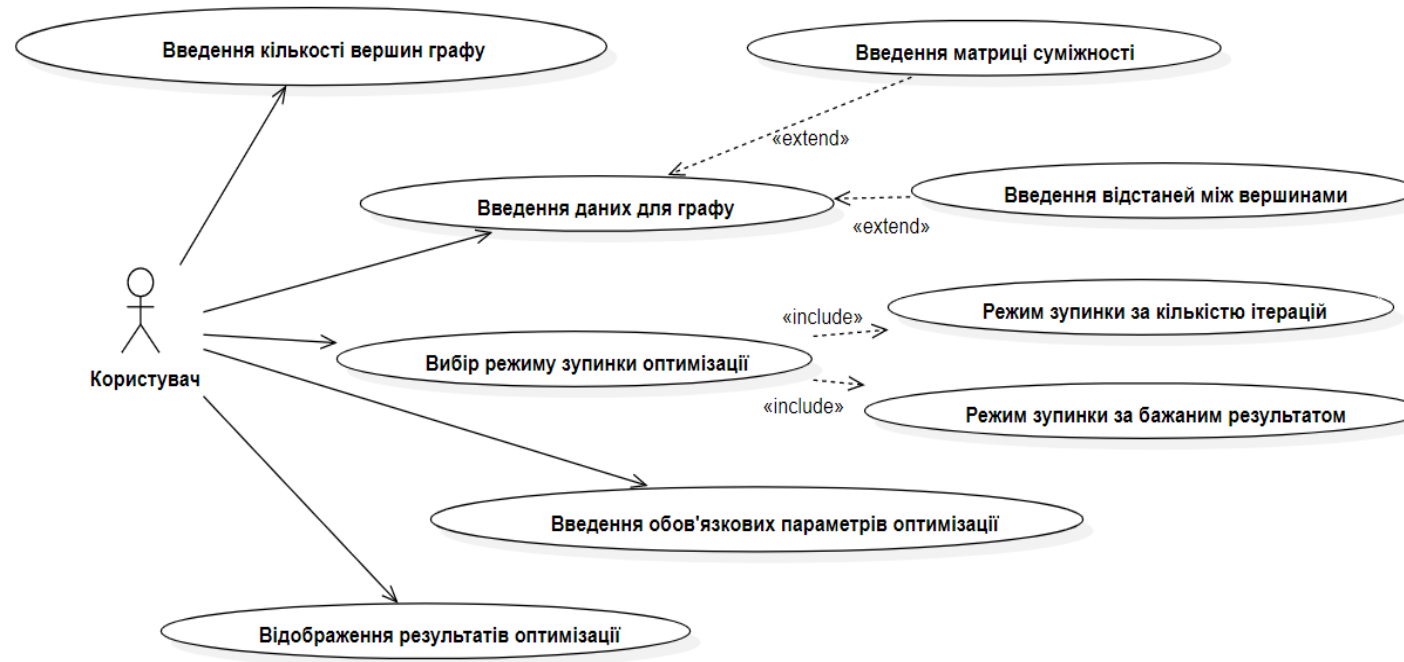 Введення кількості вершин графу
Введення матриці суміжності
«extend»
Введення даних для графу
Введення відстаней між вершинами
«extend»
Режим зупинки за кількістю ітерацій
«include»
Вибір режиму зупинки оптимізації
Користувач
«include»
Режим зупинки за бажаним результатом
Введення обов'язкових параметрів оптимізації
Відображення результатів оптимізації